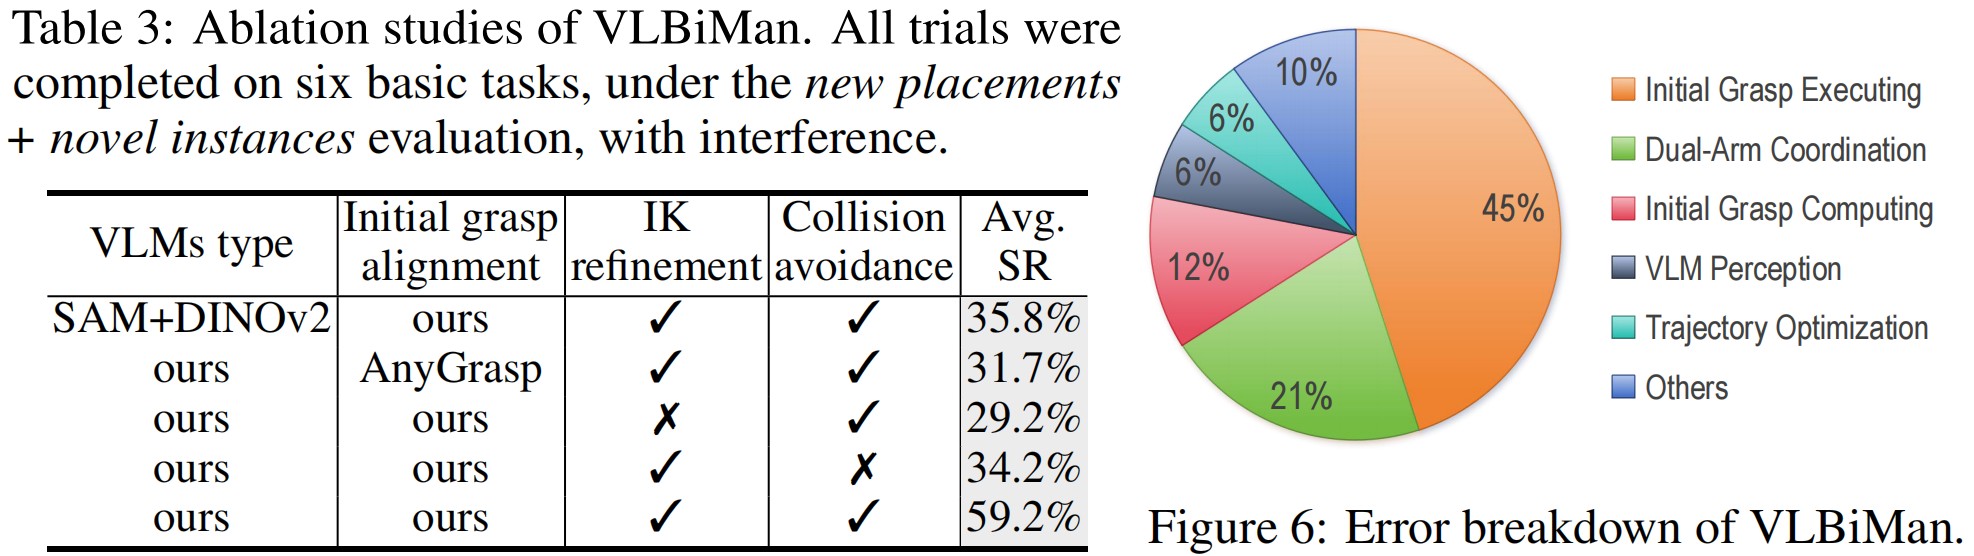 Table 3: Ablation studies of VLBiMan. All trials were
completed on six basic tasks, under the new placements
+ novel instances evaluation, with interference.
VLMs type Initial grasp alignment IK refinement Collision avoidance Avg. SR
SAM+DINOv2 ours ✓ ✓ 35.8%
ours AnyGrasp ✓ ✓ 31.7%
ours ours ✗ ✓ 29.2%
ours ours ✓ ✗ 34.2%
ours ours ✓ ✓ 59.2%
10%
6%
6%
12%
21%
45%
Initial Grasp Executing
Dual-Arm Coordination
Initial Grasp Computing
VLM Perception
Trajectory Optimization
Others
Figure 6: Error breakdown of VLBiMan.